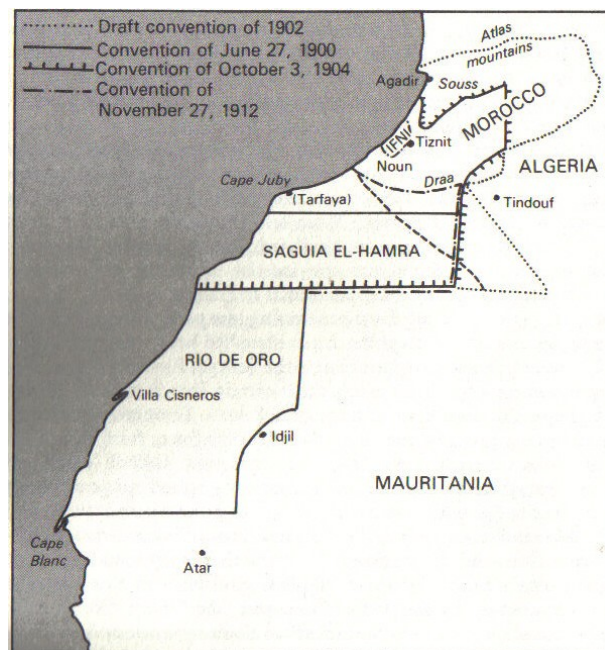 Draft convention of 1902
Convention of June 27, 1900
Convention of October 3, 1904
Convention of
November 27, 1912
Atlas
mountains
Agadir
Souss
MOROCCO
IFNI
Tiznit
Noun
ALGERIA
Cape Juby
Draa
(Tarfaya)
Tindouf
SAGUIA EL-HAMRA
RIO DE ORO
Villa Cisneros
Idjil
MAURITANIA
Cape
Blanc
Atar